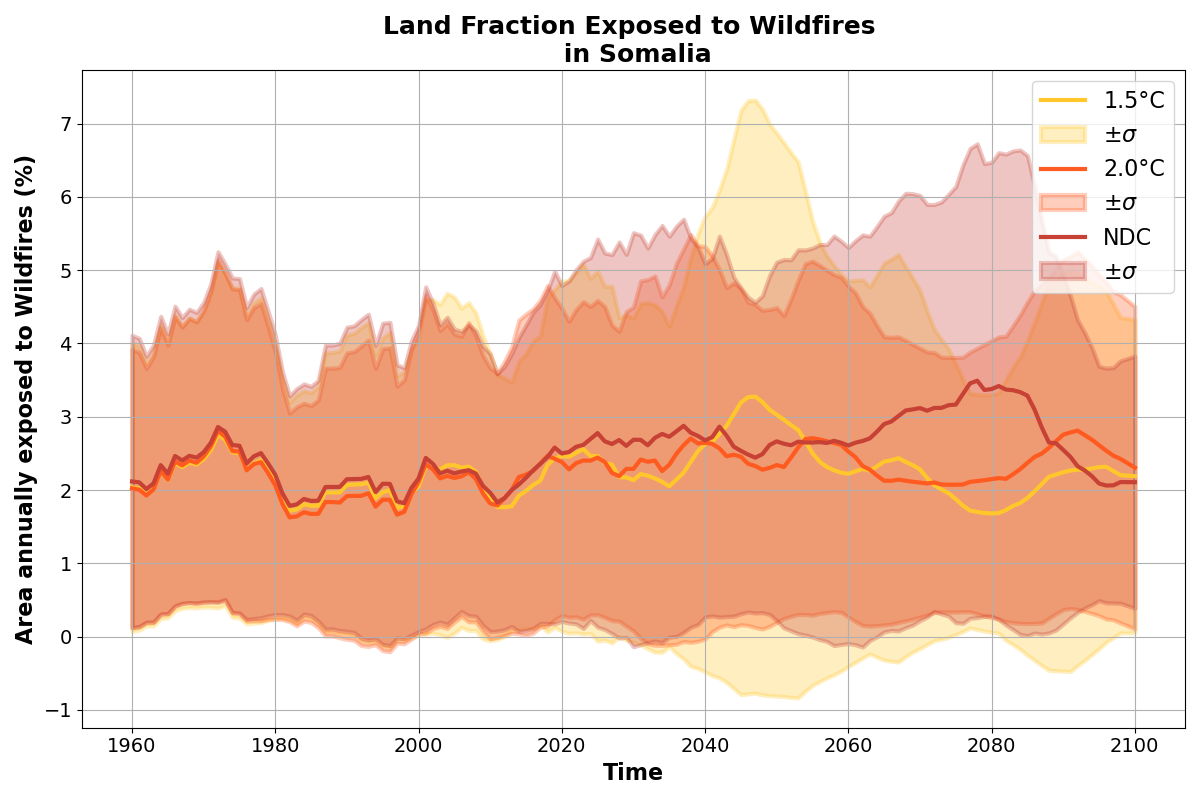 Land Fraction Exposed to Wildfires
in Somalia
Area annually exposed to Wildfires (%)
7
6
5
4
3
2
1
0
−1
1960
1980
2000
2020
2040
2060
2080
2100
Time
1.5°C
±σ
2.0°C
±σ
NDC
±σ